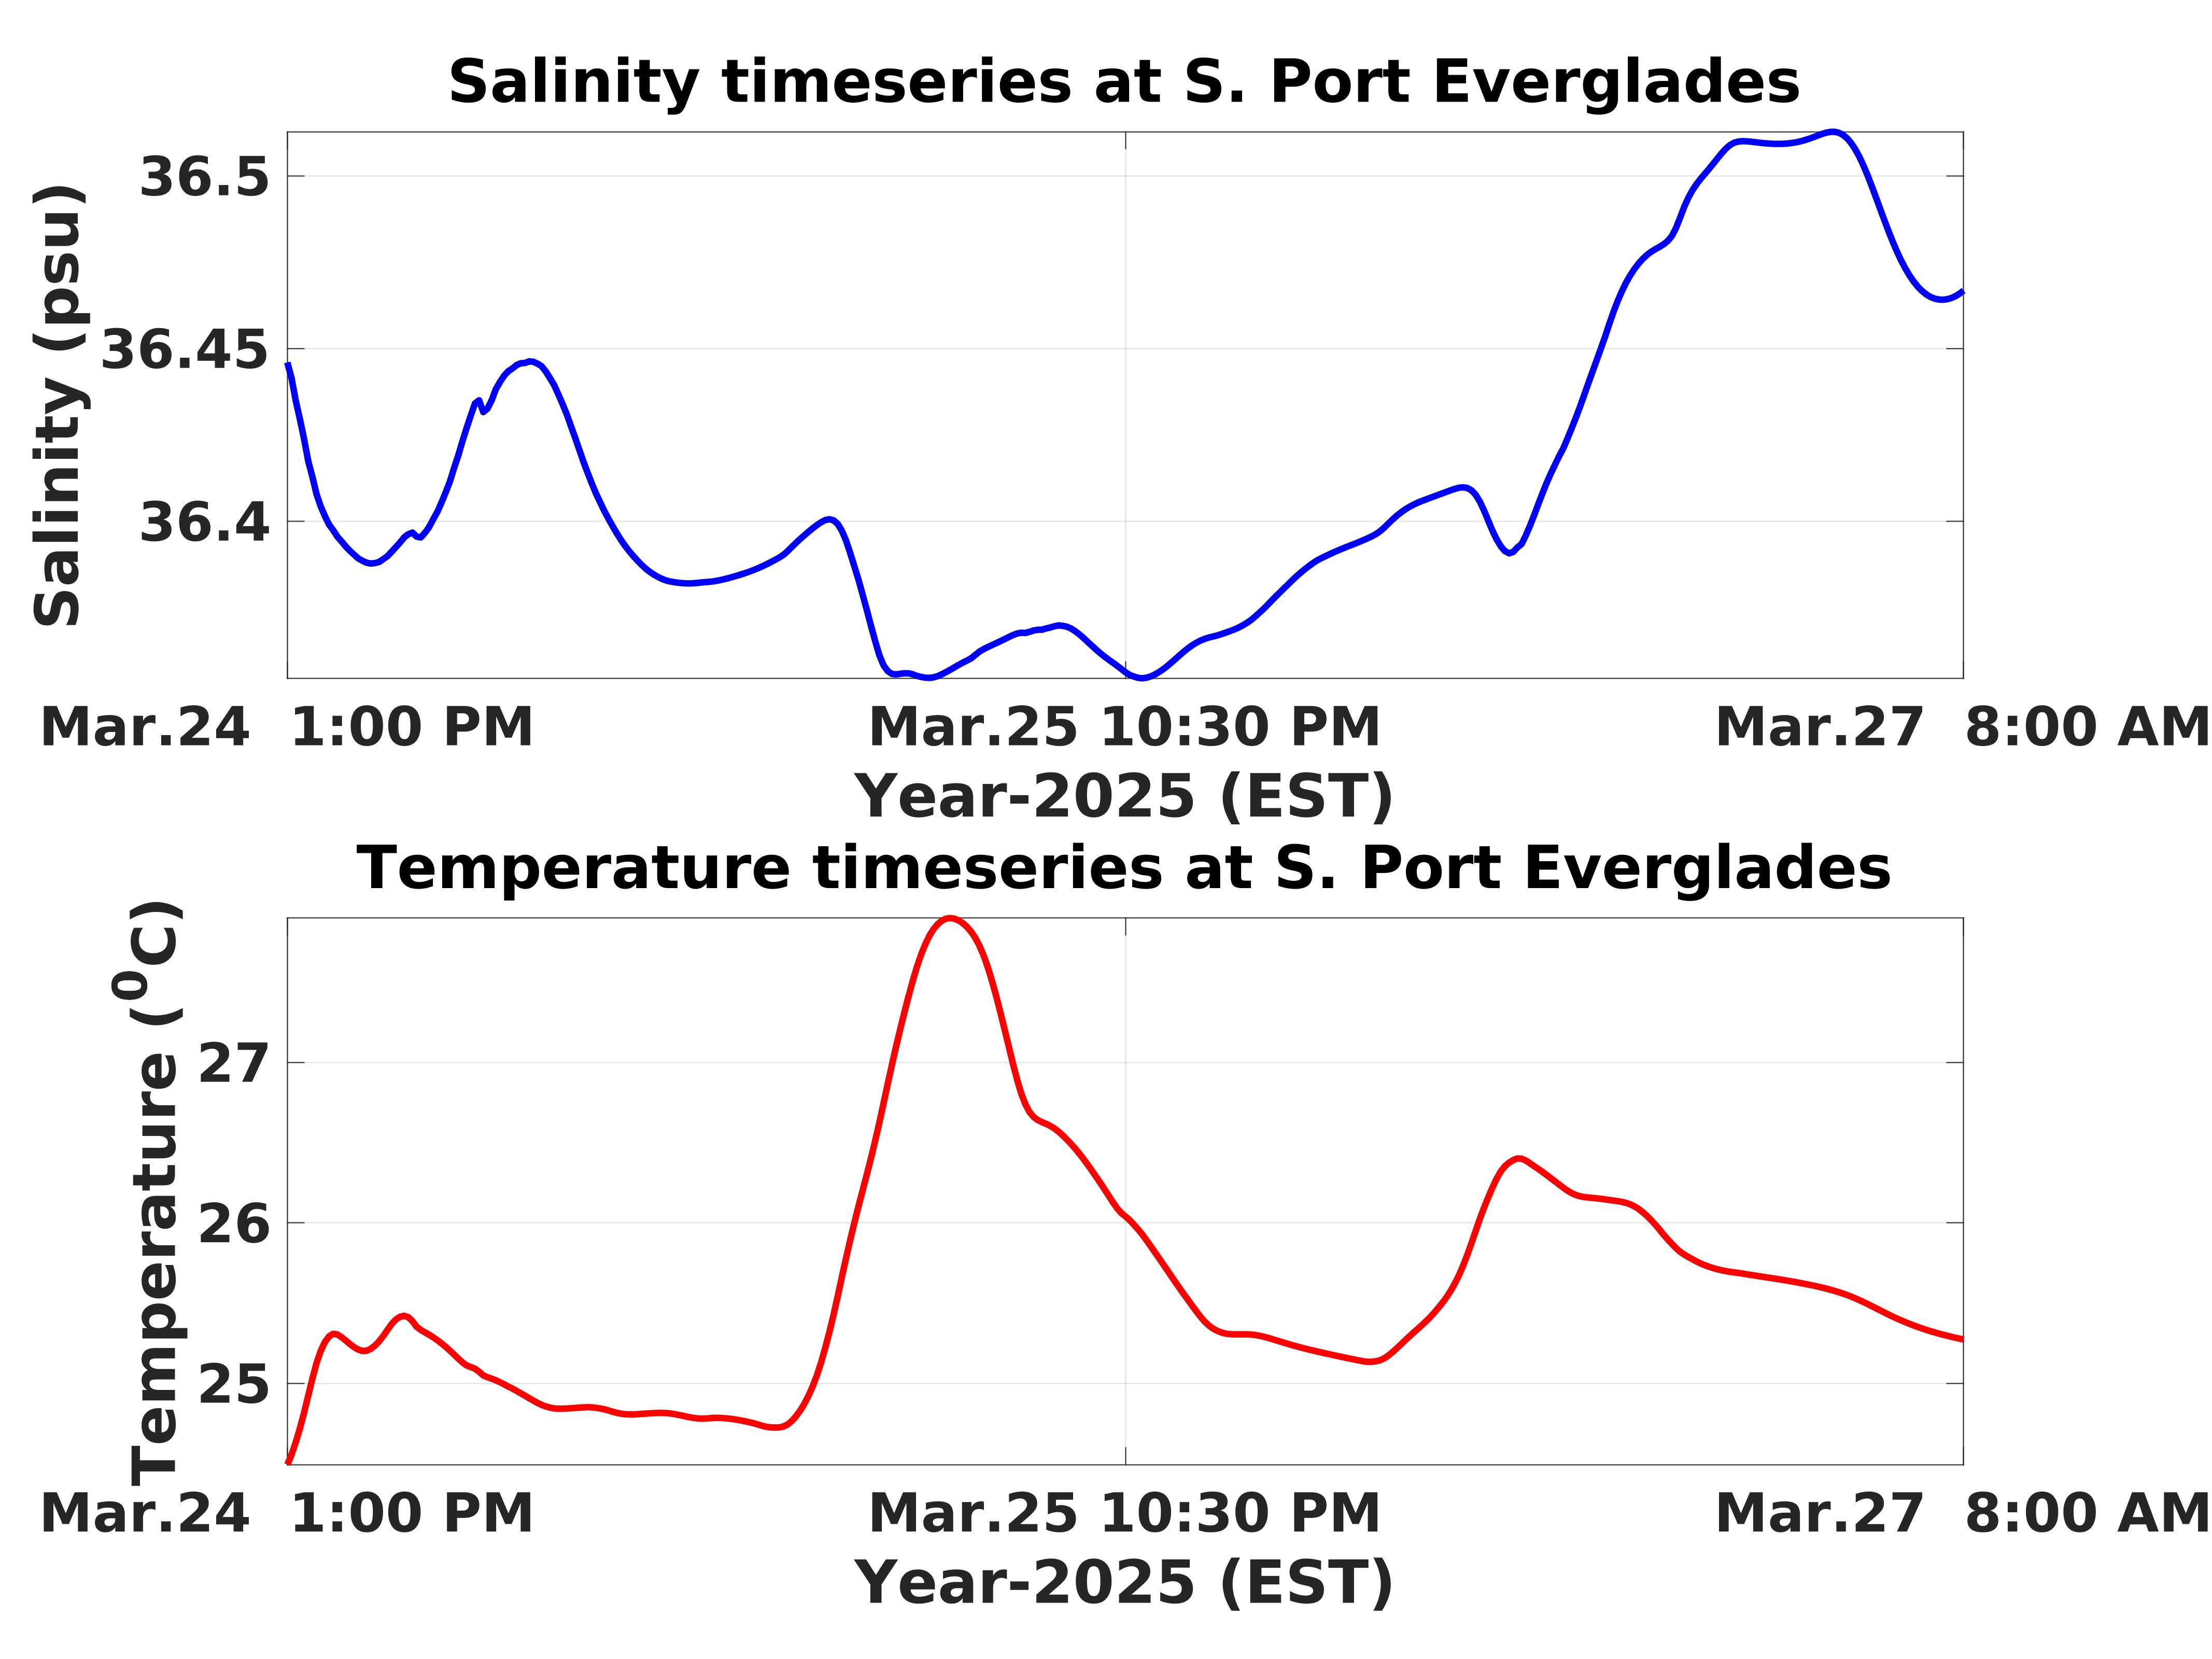 Salinity timeseries at S. Port Everglades
Salinity (psu)
36.5
36.45
36.4
Mar.24 1:00 PM Mar.25 10:30 PM Mar.27 8:00 AM
Year-2025 (EST)
Temperature timeseries at S. Port Everglades
Temperature (⁰C)
27
26
25
Mar.24 1:00 PM Mar.25 10:30 PM Mar.27 8:00 AM
Year-2025 (EST)